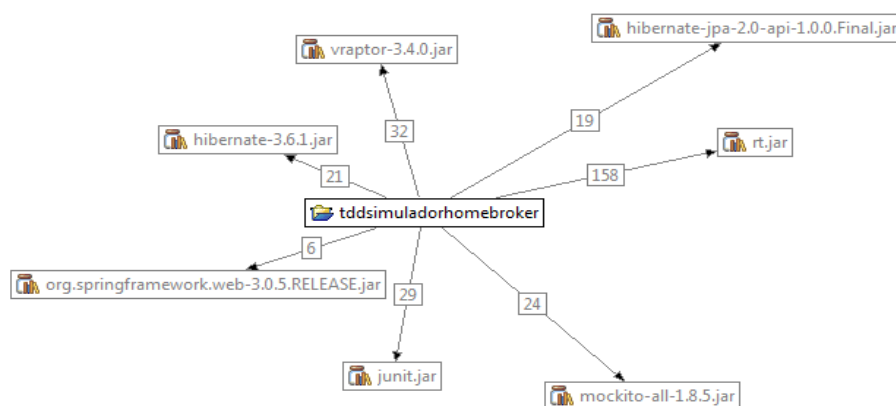 hibernate-jpa-2.0-api-1.0.0.Final.jar
vraptor-3.4.0.jar
19
32
hibernate-3.6.1.jar
rt.jar
21
158
tddsimuladorhomebroker
6
org.springframework.web-3.0.5.RELEASE.jar
29
24
junit.jar
mockito-all-1.8.5.jar